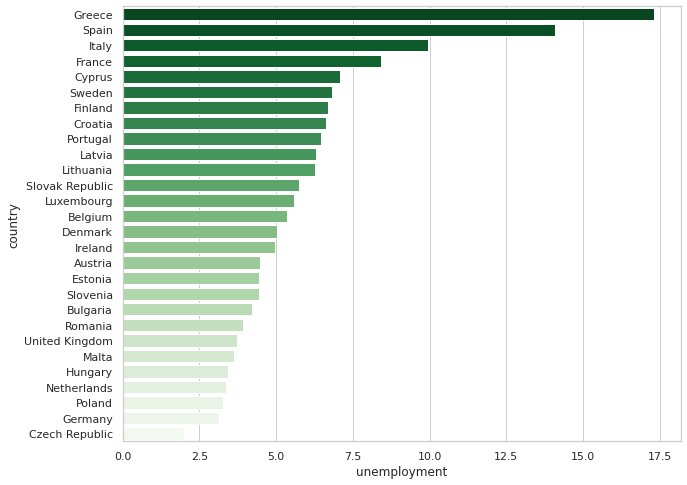 Greece
Spain
Italy
France
Cyprus
Sweden
Finland
Croatia
Portugal
Latvia
Lithuania
Slovak Republic
Luxembourg
Belgium
Denmark
Ireland
Austria
Estonia
Slovenia
Bulgaria
Romania
United Kingdom
Malta
Hungary
Netherlands
Poland
Germany
Czech Republic
country
0.0 2.5 5.0 7.5 10.0 12.5 15.0 17.5
unemployment